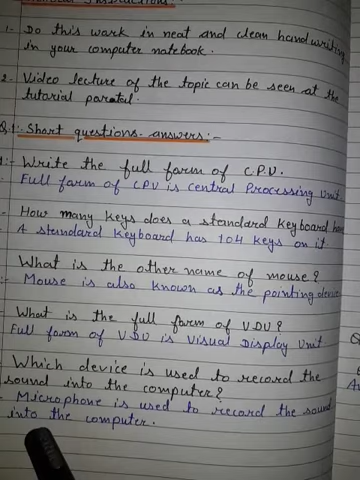 General Instructions:-
1:- Do this work in neat and clean handwriting
in your computer notebook.
2- Video lecture of the topic can be seen at the
tutorial
Q.1:- Short questions answers:-
1:- Write the full form of C.P.U.
Full form of CPU is Central Processing Unit
- How many keys does a standard keyboard have
A standard keyboard has 104 keys on it.
What is the other name of mouse?
- Mouse is also known as the pointing device
- What is the full form of VDU?
Full form of VDU is Visual Display Unit
Which device is used to record the
sound into the computer?
- Microphone is used to record the sound
into the computer.